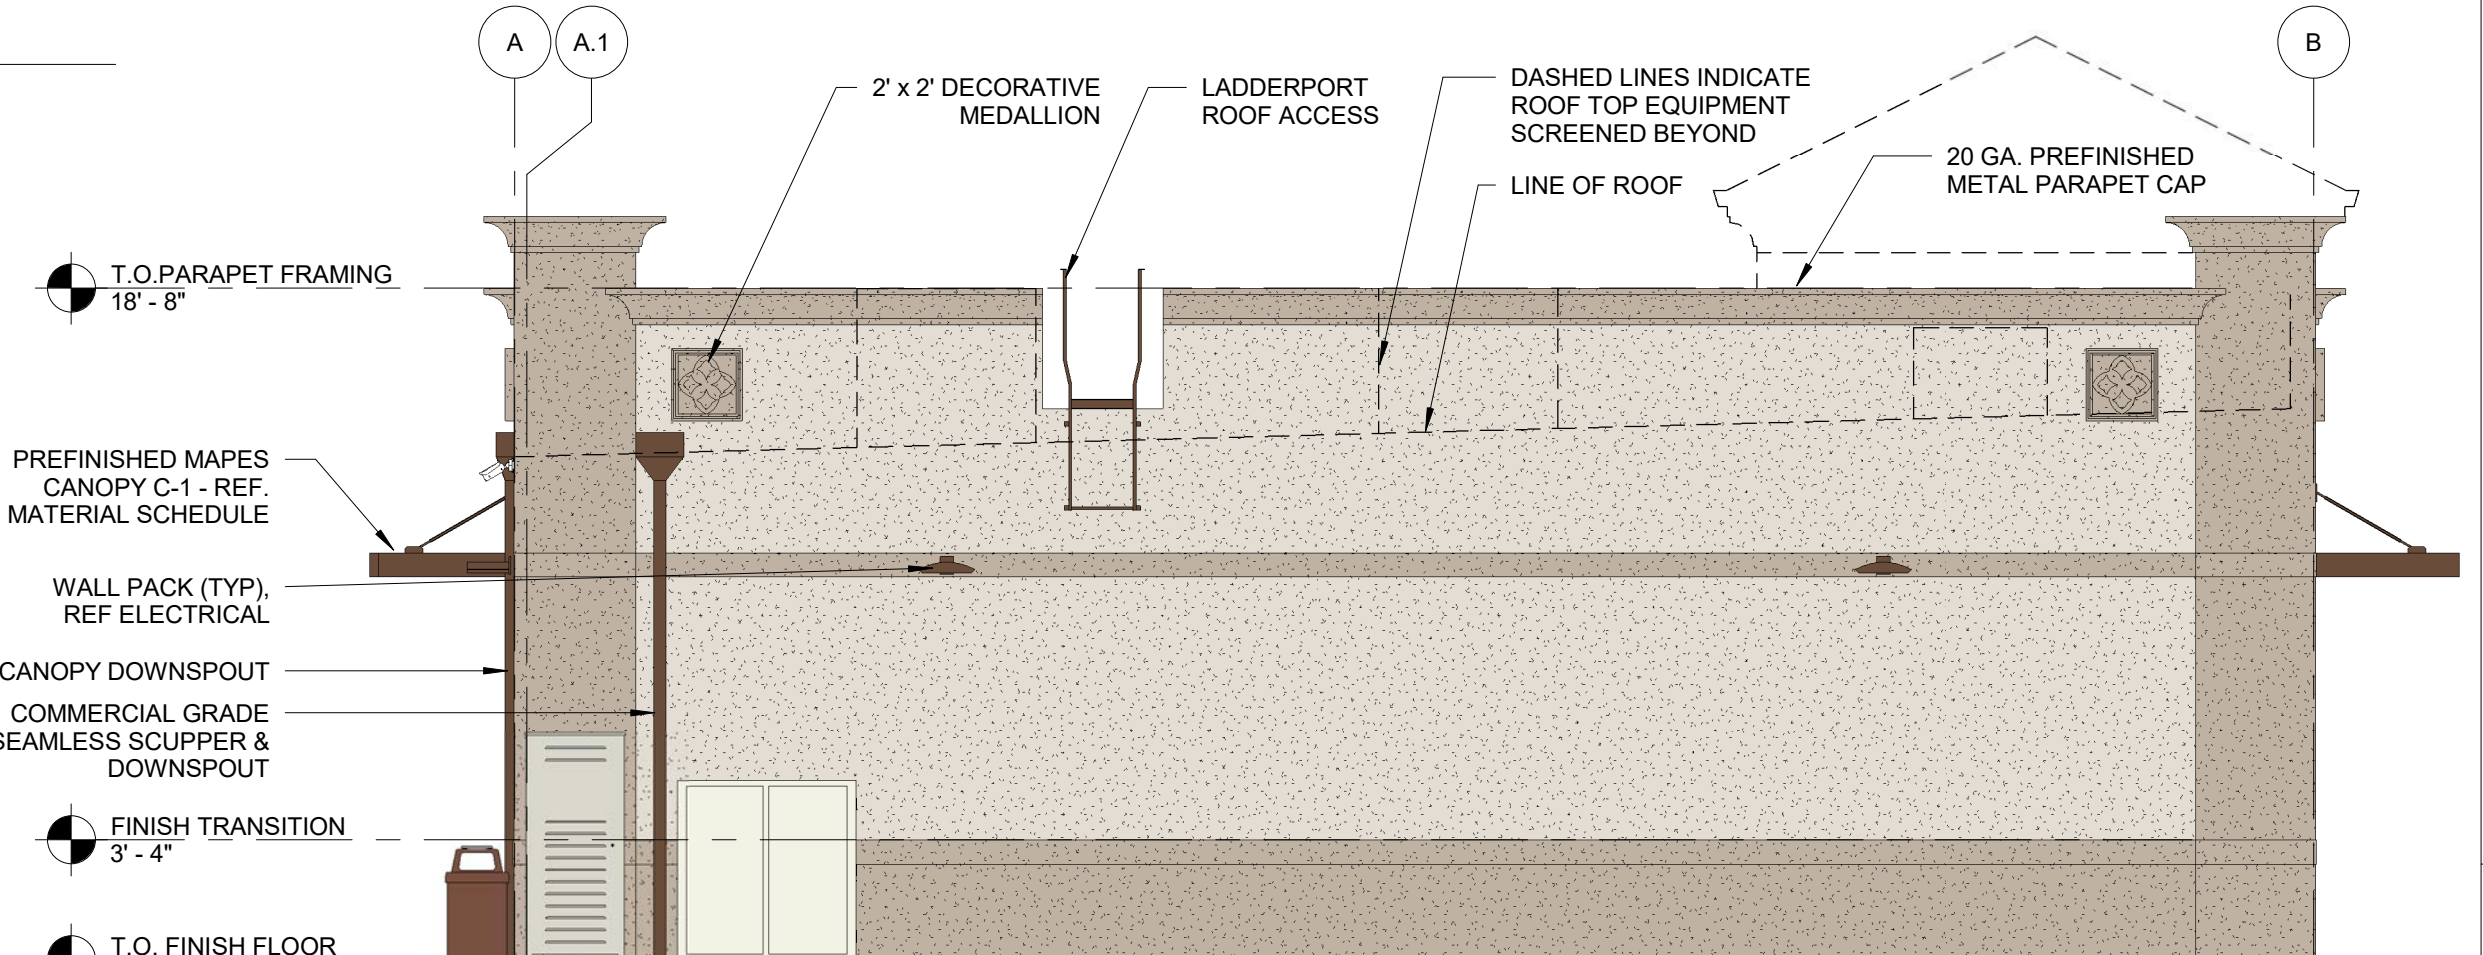 A
A.1
B
2' x 2' DECORATIVE
MEDALLION
LADDERPORT
ROOF ACCESS
DASHED LINES INDICATE
ROOF TOP EQUIPMENT
SCREENED BEYOND
LINE OF ROOF
20 GA. PREFINISHED
METAL PARAPET CAP
T.O.PARAPET FRAMING
18' - 8"
PREFINISHED MAPES
CANOPY C-1 - REF.
MATERIAL SCHEDULE
WALL PACK (TYP),
REF ELECTRICAL
CANOPY DOWNSPOUT
COMMERCIAL GRADE
SEAMLESS SCUPPER &
DOWNSPOUT
FINISH TRANSITION
3' - 4"
T.O. FINISH FLOOR